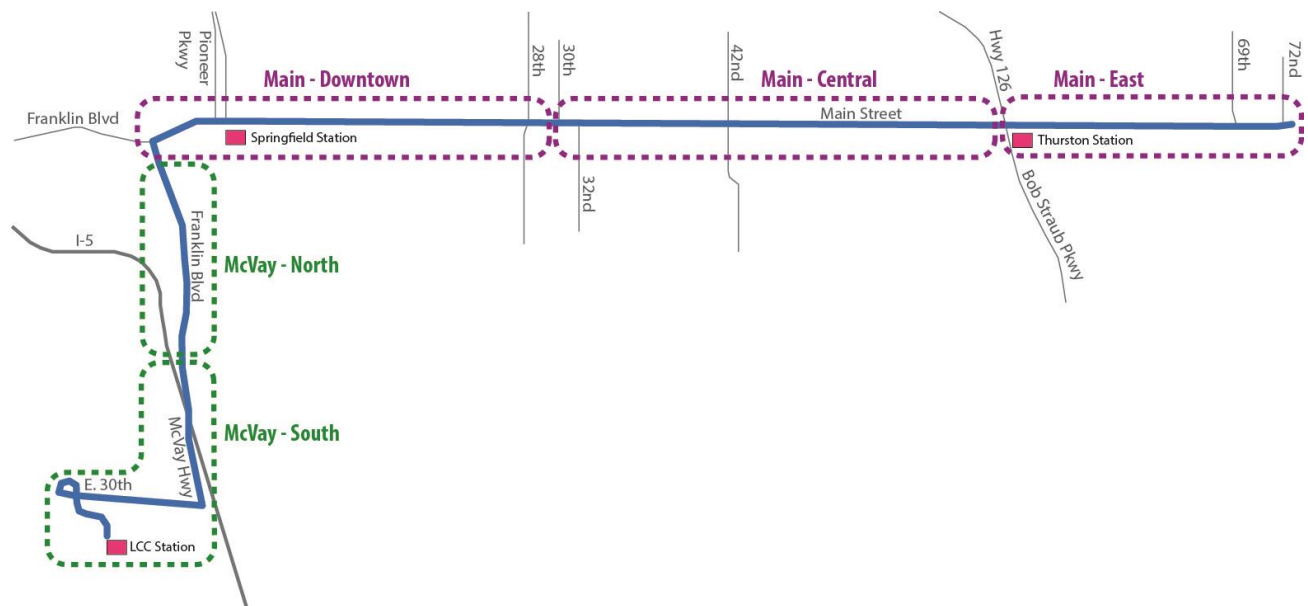 Pioneer
Pkwy
28th
30th
42nd
Hwy 126
69th
72nd
Main - Downtown
Main - Central
Main - East
Franklin Blvd
Main Street
Springfield Station
Thurston Station
32nd
Bob Straub Pkwy
Franklin Blvd
I-5
McVay - North
McVay - South
McVay Hwy
E. 30th
LCC Station